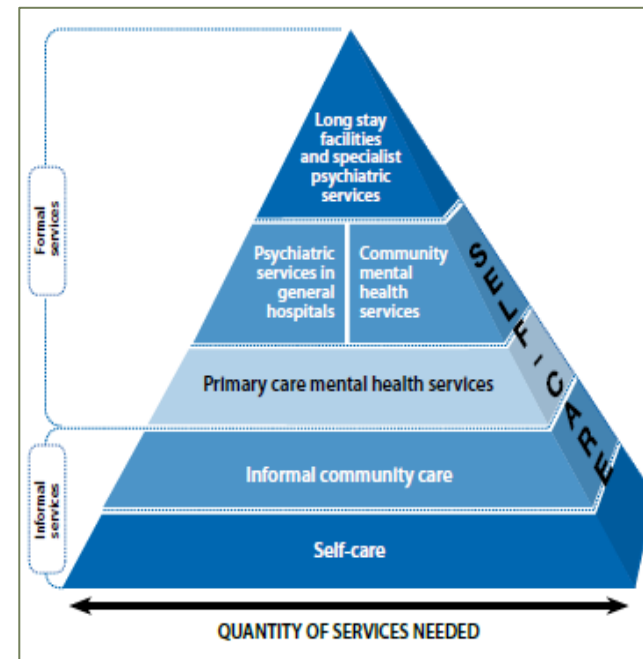 Long stay
facilities
and specialist
psychiatric
services
Formal
services
Psychiatric
services in
general
hospitals
Community
mental
health
services
SELF-CARE
Primary care mental health services
Informal community care
Informal
services
Self-care
QUANTITY OF SERVICES NEEDED